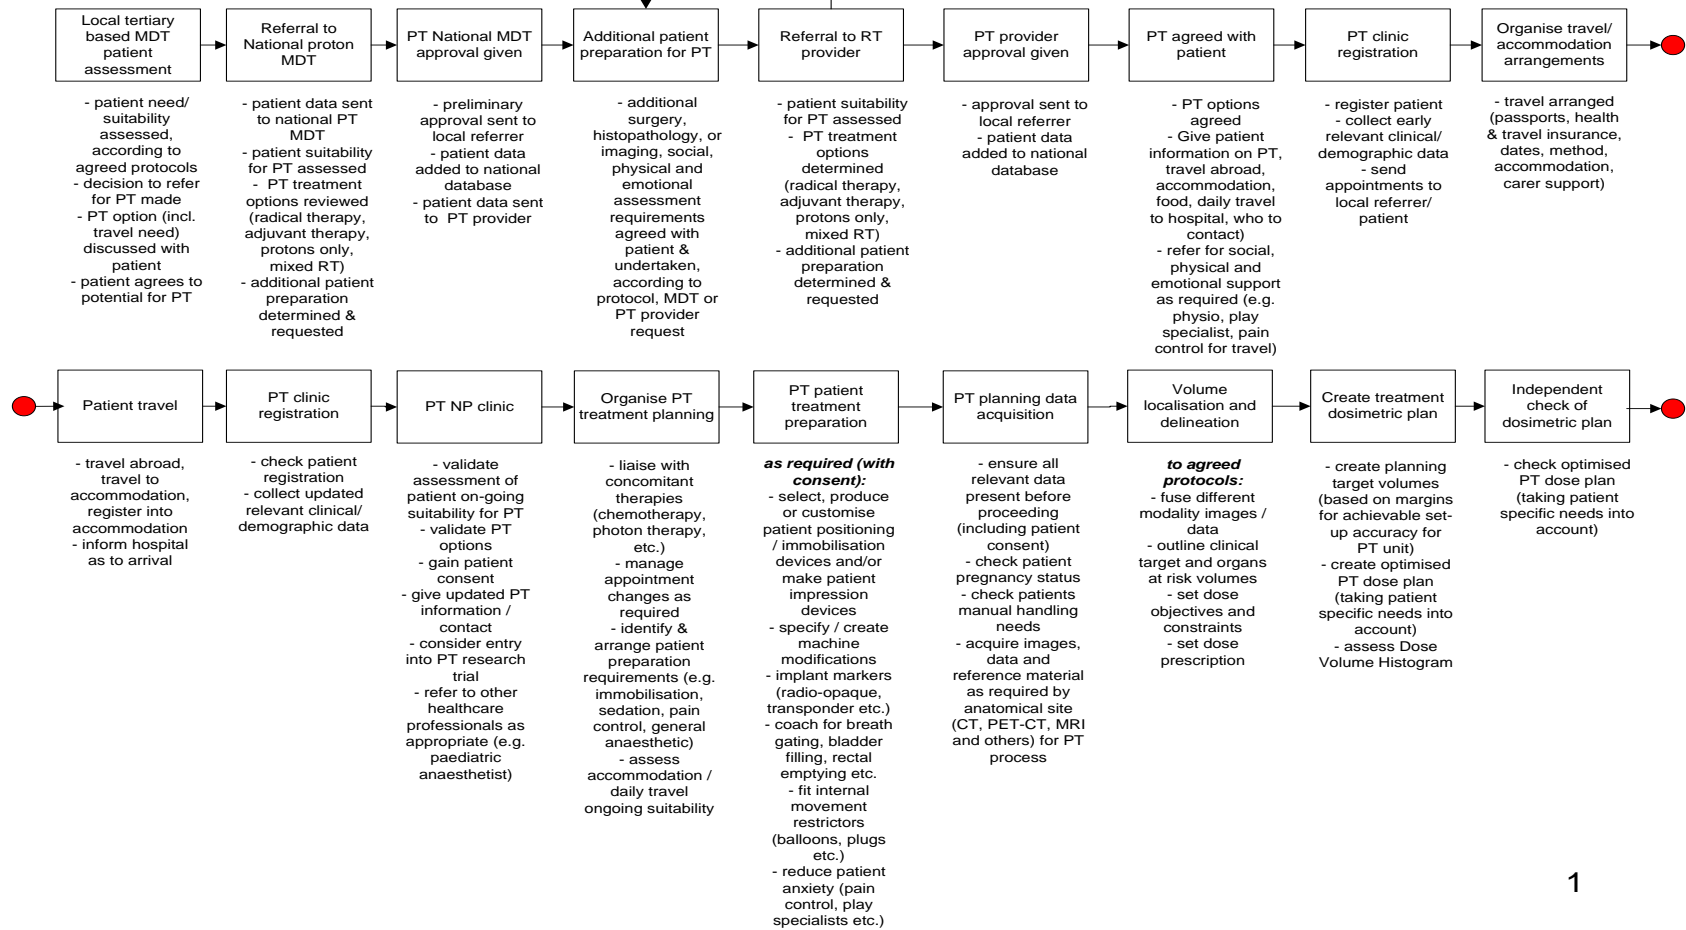 Local tertiary
based MDT
patient
assessment
Referral to
National proton
MDT
PT National MDT
approval given
Additional patient
preparation for PT
Referral to RT
provider
PT provider
approval given
PT agreed with
patient
PT clinic
registration
Organise travel/
accommodation
arrangements
- patient need/
suitability
assessed,
according to
agreed protocols
- decision to refer
for PT made
- PT option (incl.
travel need)
discussed with
patient
- patient agrees to
potential for PT
- patient data sent
to national PT
MDT
- patient suitability
for PT assessed
- PT treatment
options reviewed
(radical therapy,
adjuvant therapy,
protons only,
mixed RT)
- additional patient
preparation
determined &
requested
- preliminary
approval sent to
local referrer
- patient data
added to national
database
- patient data sent
to PT provider
- additional
surgery,
histopathology, or
imaging, social,
physical and
emotional
assessment
requirements
agreed with
patient &
undertaken,
according to
protocol, MDT or
PT provider
request
- patient suitability
for PT assessed
- PT treatment
options
determined
(radical therapy,
adjuvant therapy,
protons only,
mixed RT)
- additional patient
preparation
determined &
requested
- approval sent to
local referrer
- patient data
added to national
database
- PT options
agreed
- Give patient
information on PT,
travel abroad,
accommodation,
food, daily travel
to hospital, who to
contact)
- refer for social,
physical and
emotional support
as required (e.g.
physio, play
specialist, pain
control for travel)
- register patient
- collect early
relevant clinical/
demographic data
- send
appointments to
local referrer/
patient
- travel arranged
(passports, health
& travel insurance,
dates, method,
accommodation,
carer support)
Patient travel
PT clinic
registration
PT NP clinic
Organise PT
treatment planning
PT patient
treatment
preparation
PT planning data
acquisition
Volume
localisation and
delineation
Create treatment
dosimetric plan
Independent
check of
dosimetric plan
- travel abroad,
travel to
accommodation,
register into
accommodation
- inform hospital
as to arrival
- check patient
registration
- collect updated
relevant clinical/
demographic data
- validate
assessment of
patient on-going
suitability for PT
- validate PT
options
- gain patient
consent
- give updated PT
information /
contact
- consider entry
into PT research
trial
- refer to other
healthcare
professionals as
appropriate (e.g.
paediatric
anaesthetist)
- liaise with
concomitant
therapies
(chemotherapy,
photon therapy,
etc.)
- manage
appointment
changes as
required
- identify &
arrange patient
preparation
requirements (e.g.
immobilisation,
sedation, pain
control, general
anaesthetic)
- assess
accommodation /
daily travel
ongoing suitability
as required (with
consent):
- select, produce
or customise
patient positioning
/ immobilisation
devices and/or
make patient
impression
devices
- specify / create
machine
modifications
- implant markers
(radio-opaque,
transponder etc.)
- coach for breath
gating, bladder
filling, rectal
emptying etc.
- fit internal
movement
restrictors
(balloons, plugs
etc.)
- reduce patient
anxiety (pain
control, play
specialists etc.)
- ensure all
relevant data
present before
proceeding
(including patient
consent)
- check patient
pregnancy status
- check patients
manual handling
needs
- acquire images,
data and
reference material
as required by
anatomical site
(CT, PET-CT, MRI
and others) for PT
process
to agreed
protocols:
- fuse different
modality images /
data
- outline clinical
target and organs
at risk volumes
- set dose
objectives and
constraints
- set dose
prescription
- create planning
target volumes
(based on margins
for achievable set-
up accuracy for
PT unit)
- create optimised
PT dose plan
(taking patient
specific needs into
account)
- assess Dose
Volume Histogram
- check optimised
PT dose plan
(taking patient
specific needs into
account)
1